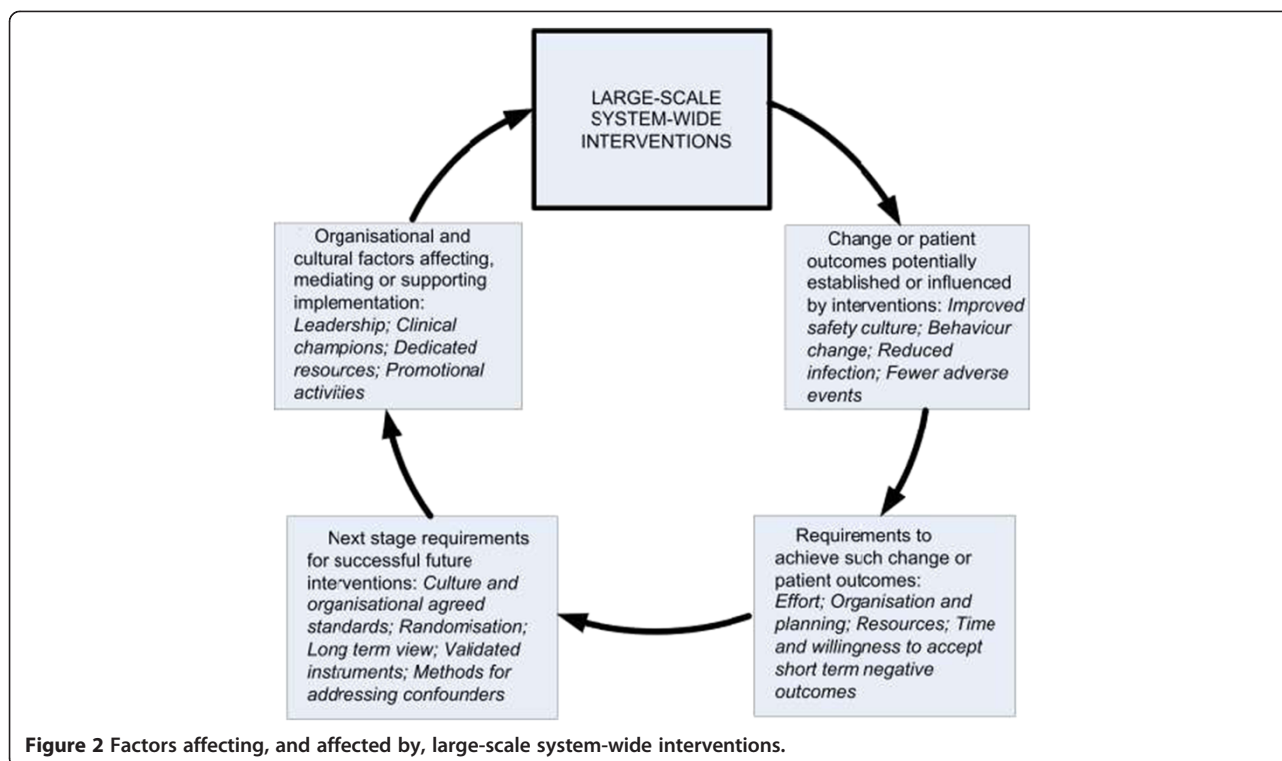 LARGE-SCALE
SYSTEM-WIDE
INTERVENTIONS
Change or patient
outcomes potentially
established or influenced
by interventions: Improved
safety culture; Behaviour
change; Reduced
infection; Fewer adverse
events
Requirements to
achieve such change or
patient outcomes:
Effort; Organisation and
planning; Resources; Time
and willingness to accept
short term negative
outcomes
Next stage requirements
for successful future
interventions: Culture and
organisational agreed
standards; Randomisation;
Long term view; Validated
instruments; Methods for
addressing confounders
Organisational and
cultural factors affecting,
mediating or supporting
implementation:
Leadership; Clinical
champions; Dedicated
resources; Promotional
activities
Figure 2 Factors affecting, and affected by, large-scale system-wide interventions.